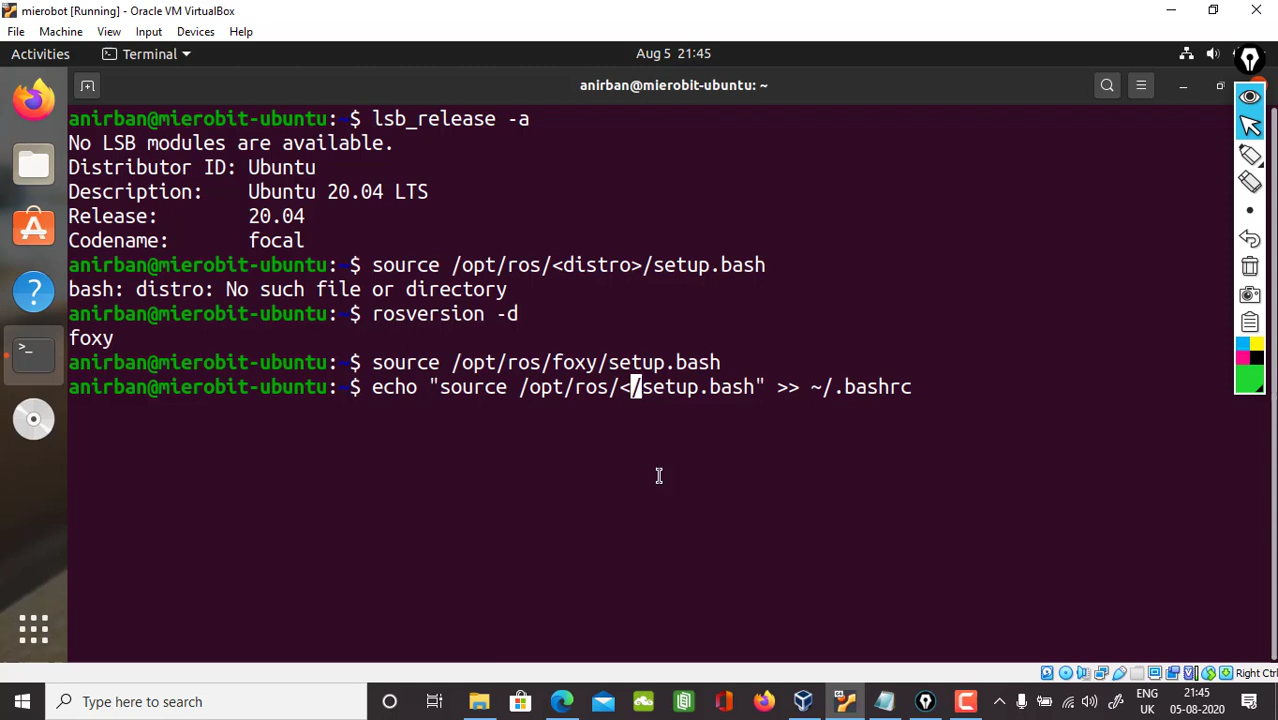 mierobot [Running] - Oracle VM VirtualBox
File Machine View Input Devices Help
Activities Terminal Aug 5 21:45
anirban@mierobit-ubuntu: ~
anirban@mierobit-ubuntu:~$ lsb_release -a
No LSB modules are available.
Distributor ID: Ubuntu
Description: Ubuntu 20.04 LTS
Release: 20.04
Codename: focal
anirban@mierobit-ubuntu:~$ source /opt/ros/<distro>/setup.bash
bash: distro: No such file or directory
anirban@mierobit-ubuntu:~$ rosversion -d
foxy
anirban@mierobit-ubuntu:~$ source /opt/ros/foxy/setup.bash
anirban@mierobit-ubuntu:~$ echo "source /opt/ros/</setup.bash" >> ~/.bashrc
Right Ctrl
Type here to search
ENG
UK
21:45
05-08-2020